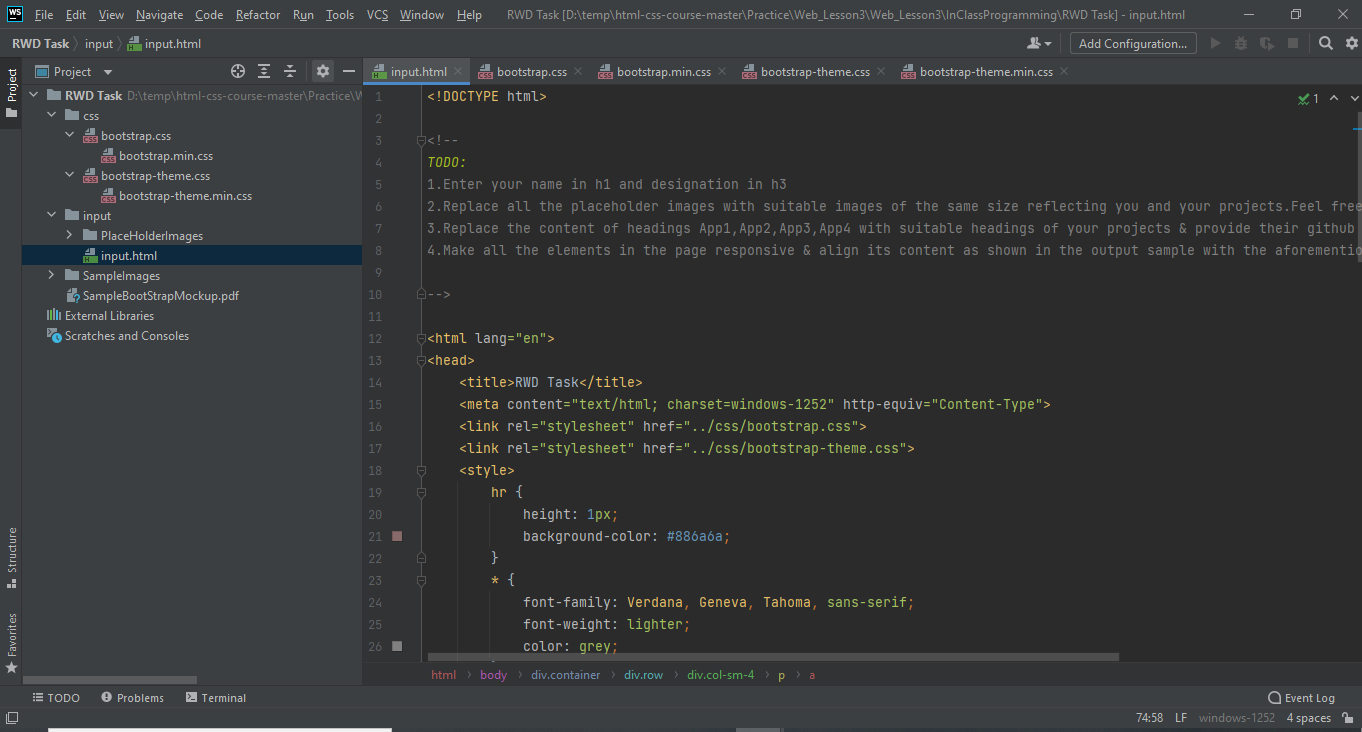 WS File Edit View Navigate Code Refactor Run Tools VCS Window Help RWD Task [D:\temp\html-css-course-master\Practice\Web_Lesson3\Web_Lesson3\InClassProgramming\RWD Task] - input.html
RWD Task input input.html Add Configuration...
Project
Project
input.html bootstrap.css bootstrap.min.css bootstrap-theme.css bootstrap-theme.min.css
RWD Task D:\temp\html-css-course-master\Practice\W
css
bootstrap.css
bootstrap.min.css
bootstrap-theme.css
bootstrap-theme.min.css
input
PlaceHolderImages
input.html
SampleImages
SampleBootStrapMockup.pdf
External Libraries
Scratches and Consoles
Structure
Favorites
1 <!DOCTYPE html>
1
2
3 <!--
4 TODO:
5 1.Enter your name in h1 and designation in h3
6 2.Replace all the placeholder images with suitable images of the same size reflecting you and your projects.Feel free
7 3.Replace the content of headings App1,App2,App3,App4 with suitable headings of your projects & provide their github
8 4.Make all the elements in the page responsive & align its content as shown in the output sample with the aforementio
9
10 -->
11
12 <html lang="en">
13 <head>
14 <title>RWD Task</title>
15 <meta content="text/html; charset=windows-1252" http-equiv="Content-Type">
16 <link rel="stylesheet" href="../css/bootstrap.css">
17 <link rel="stylesheet" href="../css/bootstrap-theme.css">
18 <style>
19 hr {
20 height: 1px;
21 background-color: #886a6a;
22 }
23 * {
24 font-family: Verdana, Geneva, Tahoma, sans-serif;
25 font-weight: lighter;
26 color: grey;
html body div.container div.row div.col-sm-4 p a
TODO Problems Terminal Event Log
74:58 LF windows-1252 4 spaces